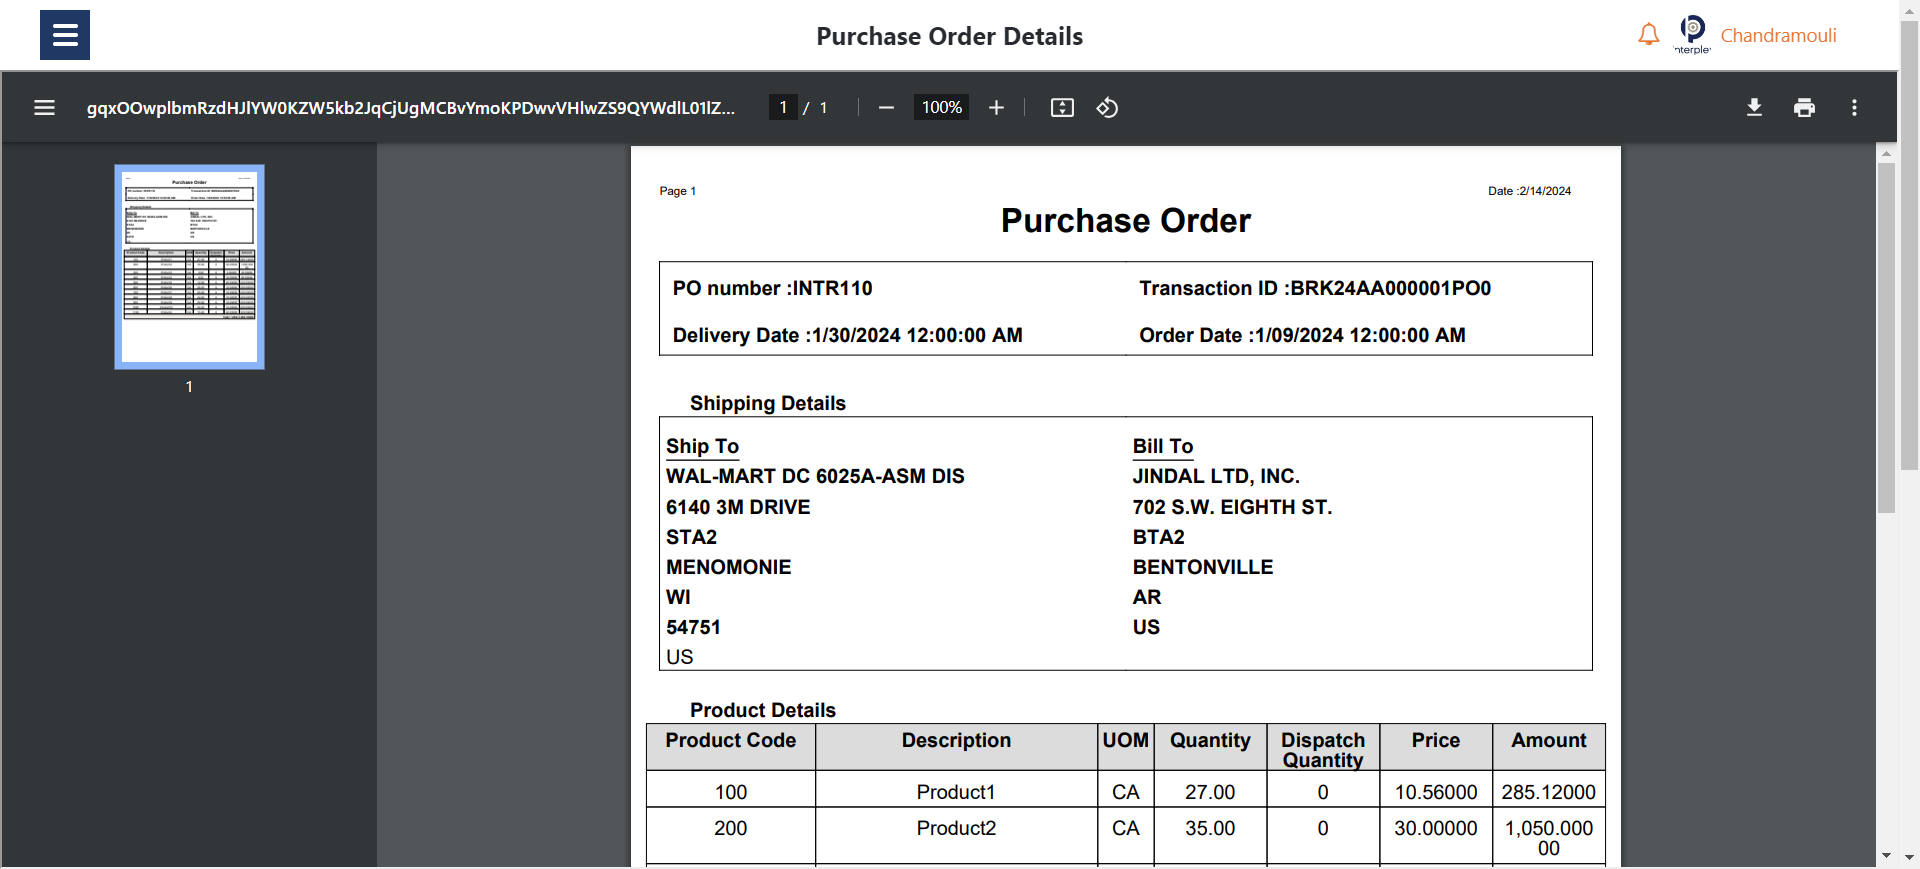 Purchase Order Details
nterple
Chandramouli
gqxOOwplbmRzdHJlYW0KZW5kb2JqCjUgMCBvYmoKPDwvVHlwZS9QYWdlL01lZ...
1 / 1
100%
1
Page 1
Date :2/14/2024
Purchase Order
PO number :INTR110 Transaction ID :BRK24AA000001PO0
Delivery Date :1/30/2024 12:00:00 AM Order Date :1/09/2024 12:00:00 AM
Shipping Details
Ship To Bill To
WAL-MART DC 6025A-ASM DIS JINDAL LTD, INC.
6140 3M DRIVE 702 S.W. EIGHTH ST.
STA2 BTA2
MENOMONIE BENTONVILLE
WI AR
54751 US
US
Product Details
Product Code Description UOM Quantity Dispatch Quantity Price Amount
100 Product1 CA 27.00 0 10.56000 285.12000
200 Product2 CA 35.00 0 30.00000 1,050.000
00